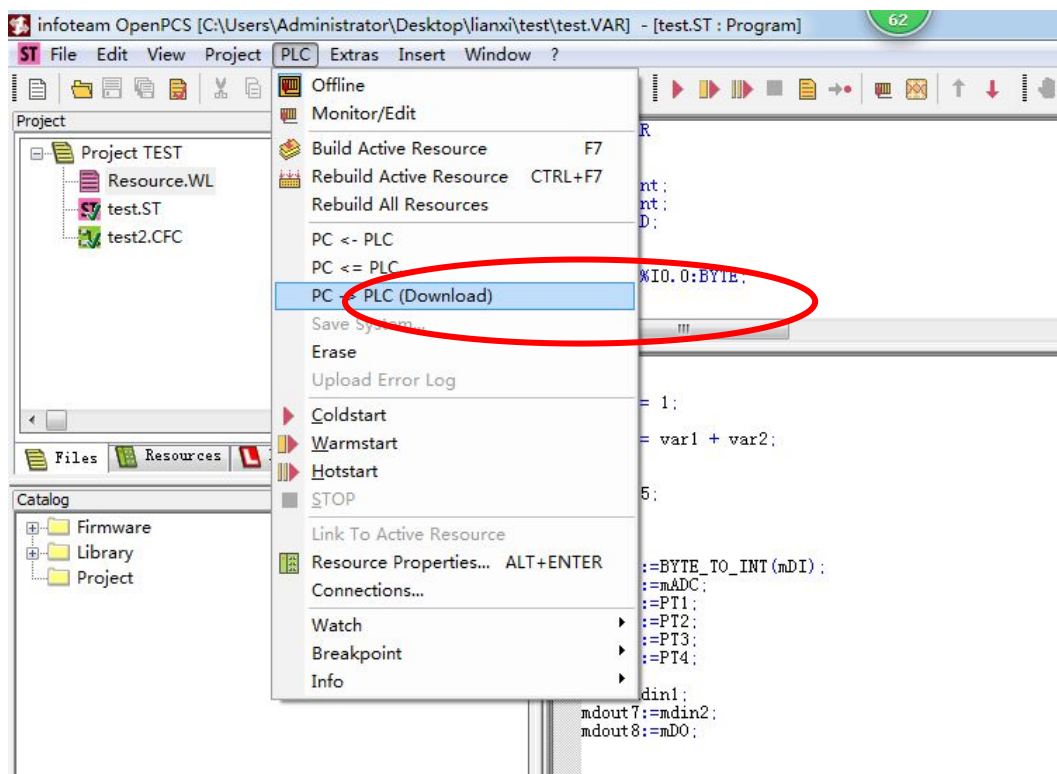 infoteam OpenPCS [C:\Users\Administrator\Desktop\lianxi\test\test.VAR] - [test.ST : Program]
62
ST File Edit View Project PLC Extras Insert Window ?
Project
Project TEST
Resource.WL
test.ST
test2.CFC
Files Resources
Catalog
Firmware
Library
Project
Offline
Monitor/Edit
Build Active Resource F7
Rebuild Active Resource CTRL+F7
Rebuild All Resources
PC <- PLC
PC <= PLC
PC -> PLC (Download)
Save System...
Erase
Upload Error Log
Coldstart
Warmstart
Hotstart
STOP
Link To Active Resource
Resource Properties... ALT+ENTER
Connections...
Watch
Breakpoint
Info
R
nt;
nt;
D;
%I0.0:BYTE;
= 1;
= var1 + var2;
5;
:=BYTE_TO_INT(mDI);
:=mADC;
:=PT1;
:=PT2;
:=PT3;
:=PT4;
din1;
mdout7:=mdin2;
mdout8:=mDO;